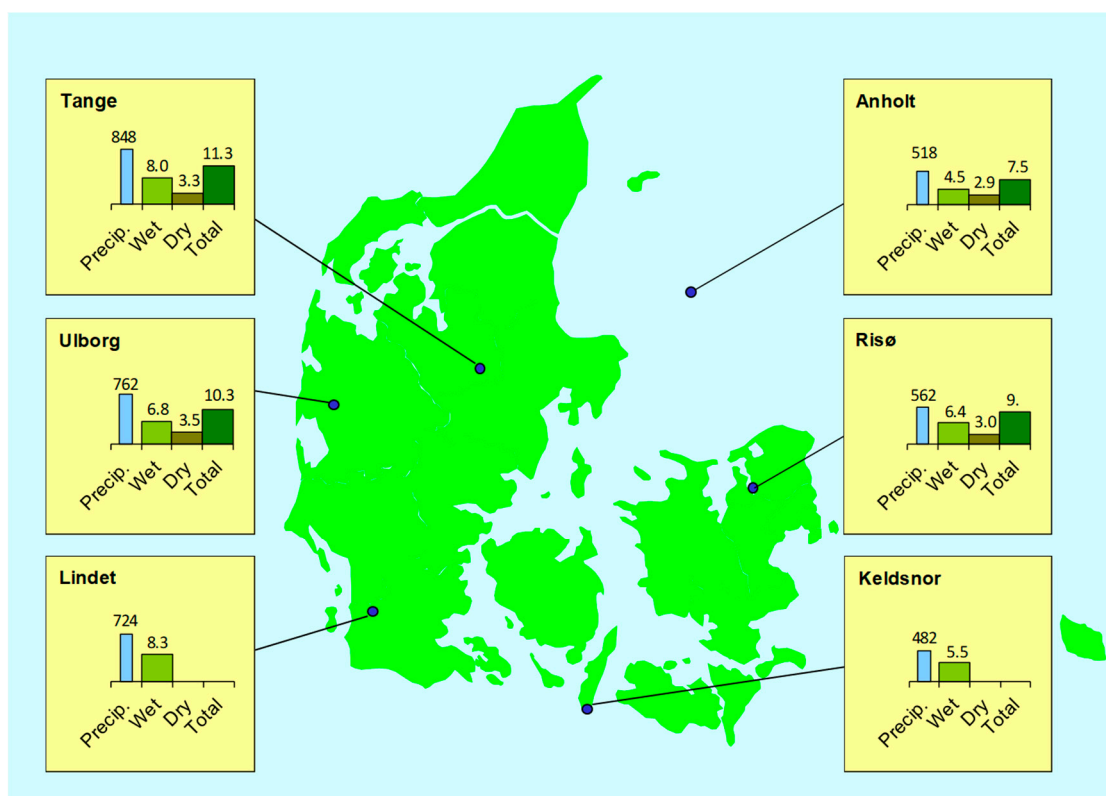 Tange
848
8.0
3.3
11.3
Precip.
Wet
Dry
Total
Anholt
518
4.5
2.9
7.5
Precip.
Wet
Dry
Total
Ulborg
762
6.8
3.5
10.3
Precip.
Wet
Dry
Total
Risø
562
6.4
3.0
9.
Precip.
Wet
Dry
Total
Lindet
724
8.3
Precip.
Wet
Dry
Total
Keldsnor
482
5.5
Precip.
Wet
Dry
Total